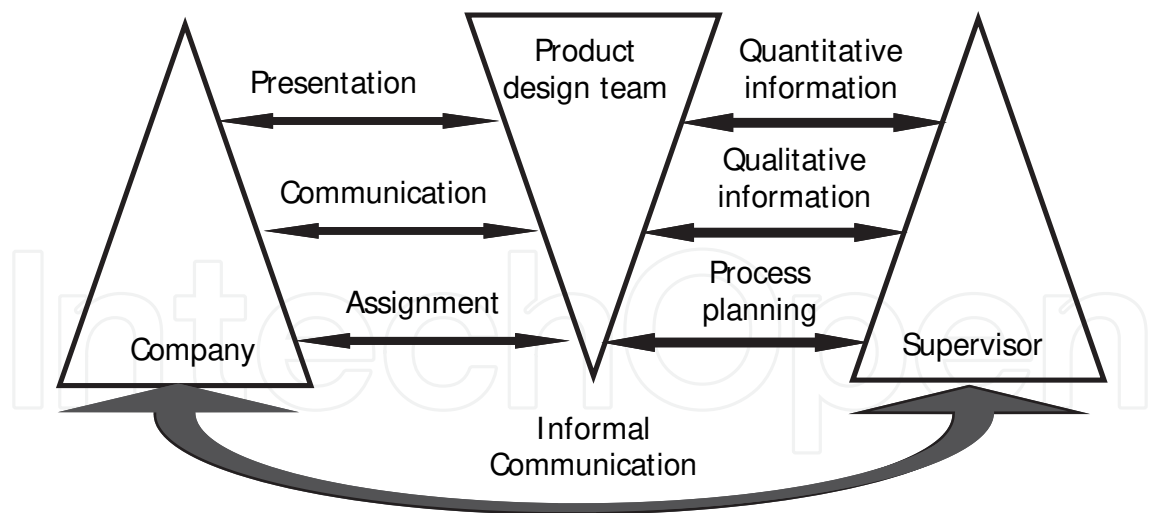 Presentation
Communication
Assignment
Company
Product
design team
Quantitative
information
Qualitative
information
Process
planning
Supervisor
Informal
Communication
IntechOpen